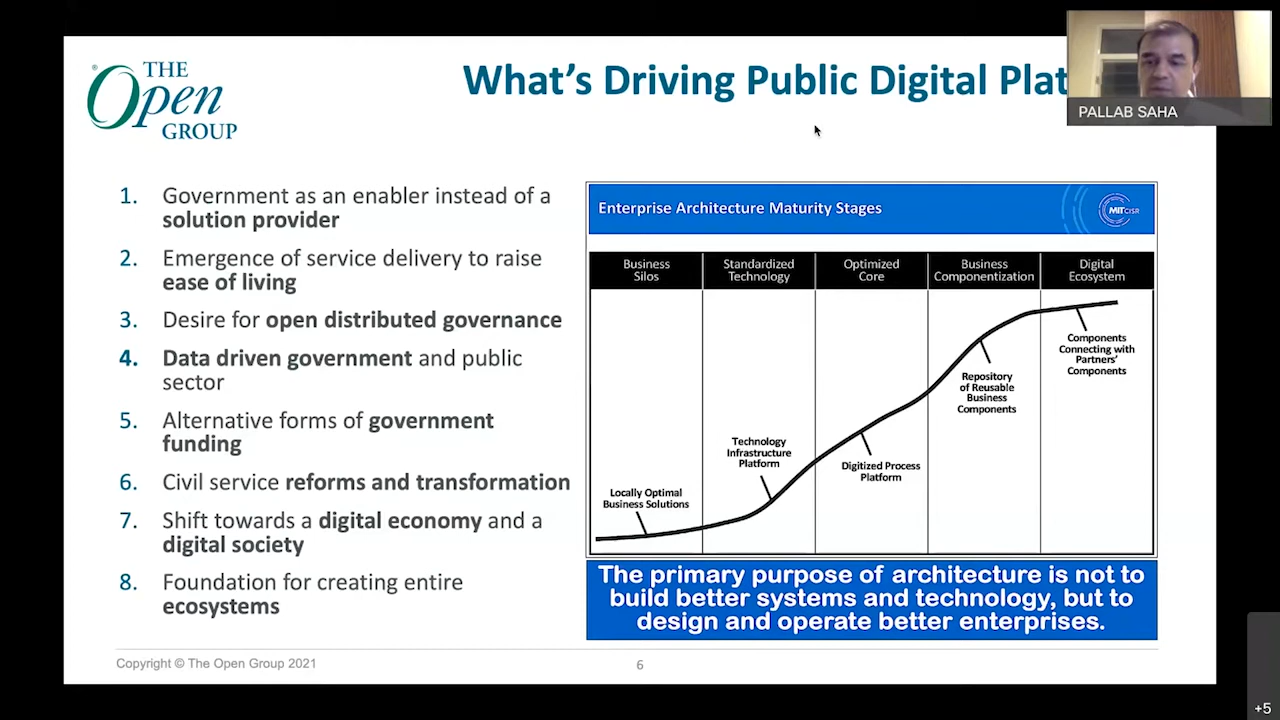 THE
Open
GROUP
®
What's Driving Public Digital Plat
PALLAB SAHA
1. Government as an enabler instead of a
solution provider
2. Emergence of service delivery to raise
ease of living
3. Desire for open distributed governance
4. Data driven government and public
sector
5. Alternative forms of government
funding
6. Civil service reforms and transformation
7. Shift towards a digital economy and a
digital society
8. Foundation for creating entire
ecosystems
Enterprise Architecture Maturity Stages
MIT CISR
Business
Silos
Standardized
Technology
Optimized
Core
Business
Componentization
Digital
Ecosystem
Locally Optimal
Business Solutions
Technology
Infrastructure
Platform
Digitized Process
Platform
Repository
of Reusable
Business
Components
Components
Connecting with
Partners'
Components
The primary purpose of architecture is not to
build better systems and technology, but to
design and operate better enterprises.
Copyright © The Open Group 2021
6
+5